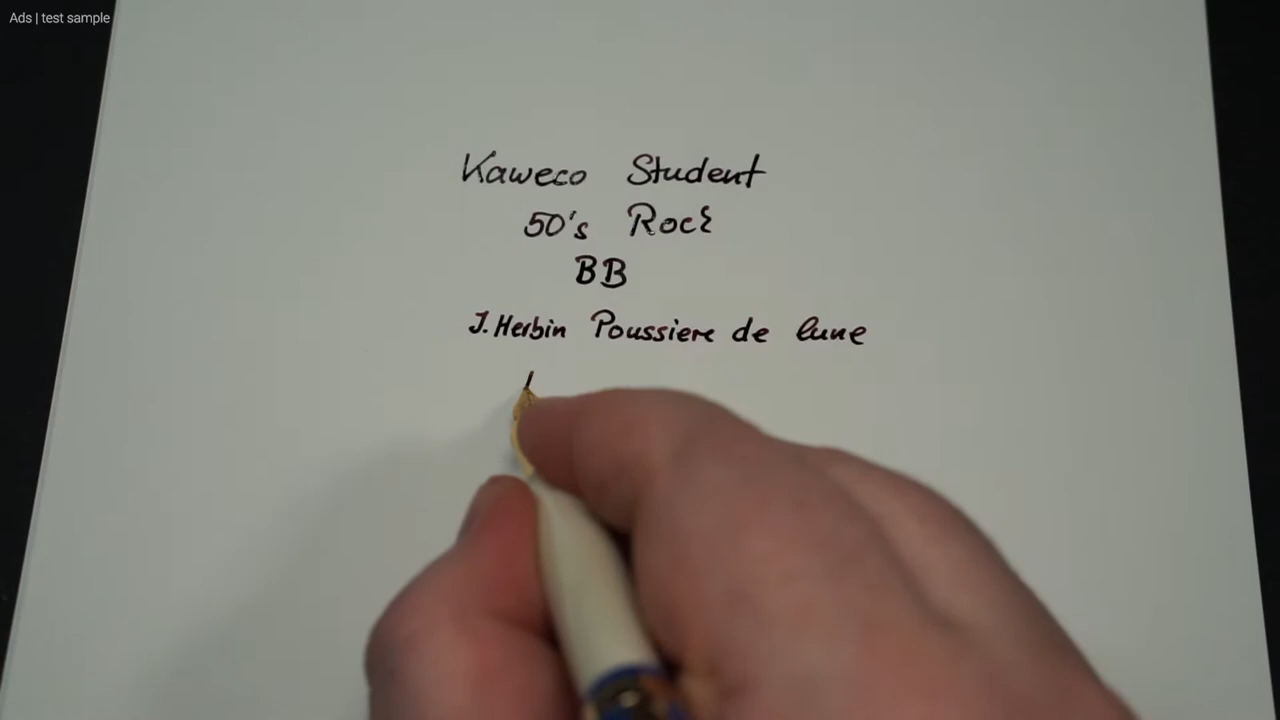 Ads | test sample
Kaweco Student
50's Rock
BB
J. Herbin Poussiere de lune